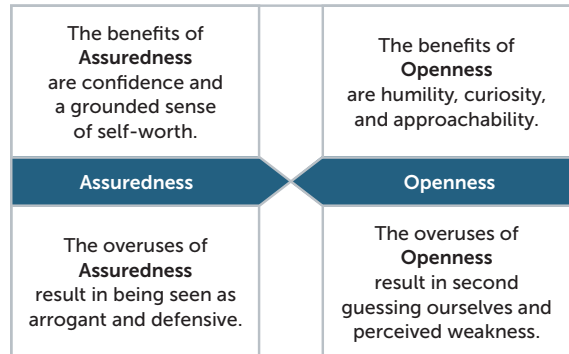 The benefits of
Assuredness
are confidence and
a grounded sense
of self-worth.
The benefits of
Openness
are humility, curiosity,
and approachability.
Assuredness
Openness
The overuses of
Assuredness
result in being seen as
arrogant and defensive.
The overuses of
Openness
result in second
guessing ourselves and
perceived weakness.